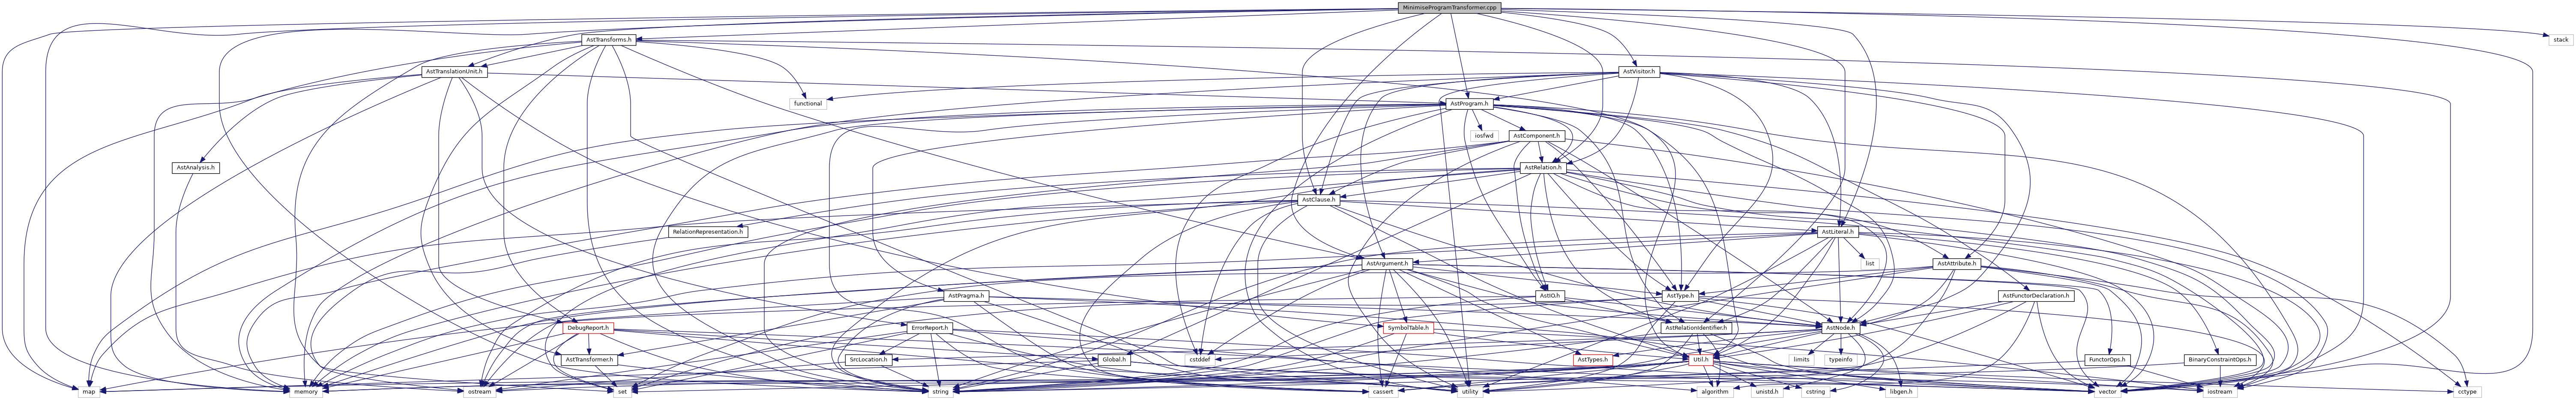 MinimiseProgramTransformer.cpp
AstTransforms.h
stack
AstTranslationUnit.h
AstVisitor.h
functional
AstProgram.h
iosfwd
AstComponent.h
AstAnalysis.h
AstRelation.h
AstClause.h
RelationRepresentation.h
AstLiteral.h
AstArgument.h
list
AstAttribute.h
AstPragma.h
AstIO.h
AstType.h
AstFunctorDeclaration.h
DebugReport.h
ErrorReport.h
SymbolTable.h
AstRelationIdentifier.h
AstNode.h
AstTransformer.h
SrcLocation.h
Global.h
cstddef
AstTypes.h
Util.h
limits
typeinfo
FunctorOps.h
BinaryConstraintOps.h
map
memory
ostream
set
string
cassert
utility
algorithm
unistd.h
cstring
libgen.h
vector
iostream
cctype